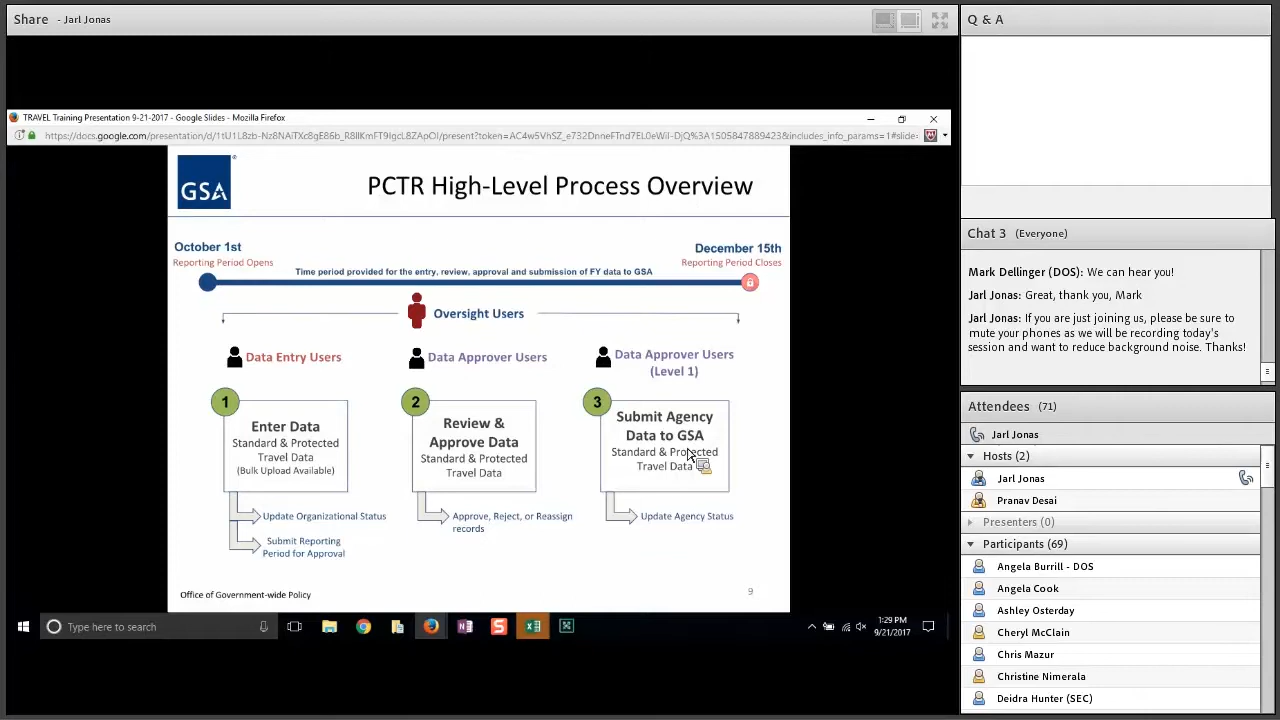 Share - Jarl Jonas
TRAVEL Training Presentation 9-21-2017 - Google Slides - Mozilla Firefox
GSA
PCTR High-Level Process Overview
October 1st
Reporting Period Opens
December 15th
Reporting Period Closes
Time period provided for the entry, review, approval and submission of FY data to GSA
Oversight Users
Data Entry Users
Data Approver Users
Data Approver Users
(Level 1)
1
Enter Data
Standard & Protected
Travel Data
(Bulk Upload Available)
Update Organizational Status
Submit Reporting
Period for Approval
2
Review &
Approve Data
Standard & Protected
Travel Data
Approve, Reject, or Reassign
records
3
Submit Agency
Data to GSA
Standard & Protected
Travel Data
Update Agency Status
Office of Government-wide Policy
9
Type here to search
1:29 PM
9/21/2017
Q & A
Chat 3 (Everyone)
Mark Dellinger (DOS): We can hear you!
Jarl Jonas: Great, thank you, Mark
Jarl Jonas: If you are just joining us, please be sure to
mute your phones as we will be recording today's
session and want to reduce background noise. Thanks!
Attendees (71)
Jarl Jonas
Hosts (2)
Jarl Jonas
Pranav Desai
Presenters (0)
Participants (69)
Angela Burrill - DOS
Angela Cook
Ashley Osterday
Cheryl McClain
Chris Mazur
Christine Nimerala
Deidra Hunter (SEC)